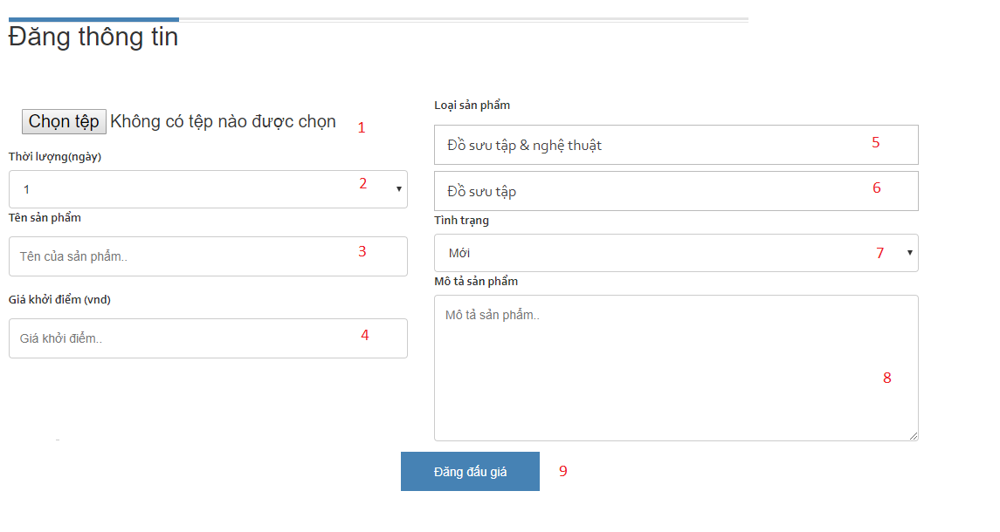 Đăng thông tin
Chọn tệp Không có tệp nào được chọn 1
Thời lượng(ngày)
1 2
Tên sản phẩm
Tên của sản phẩm.. 3
Giá khởi điểm (vnd)
Giá khởi điểm.. 4
Loại sản phẩm
Đồ sưu tập & nghệ thuật 5
Đồ sưu tập 6
Tình trạng
Mới 7
Mô tả sản phẩm
Mô tả sản phẩm..
8
Đăng đấu giá 9